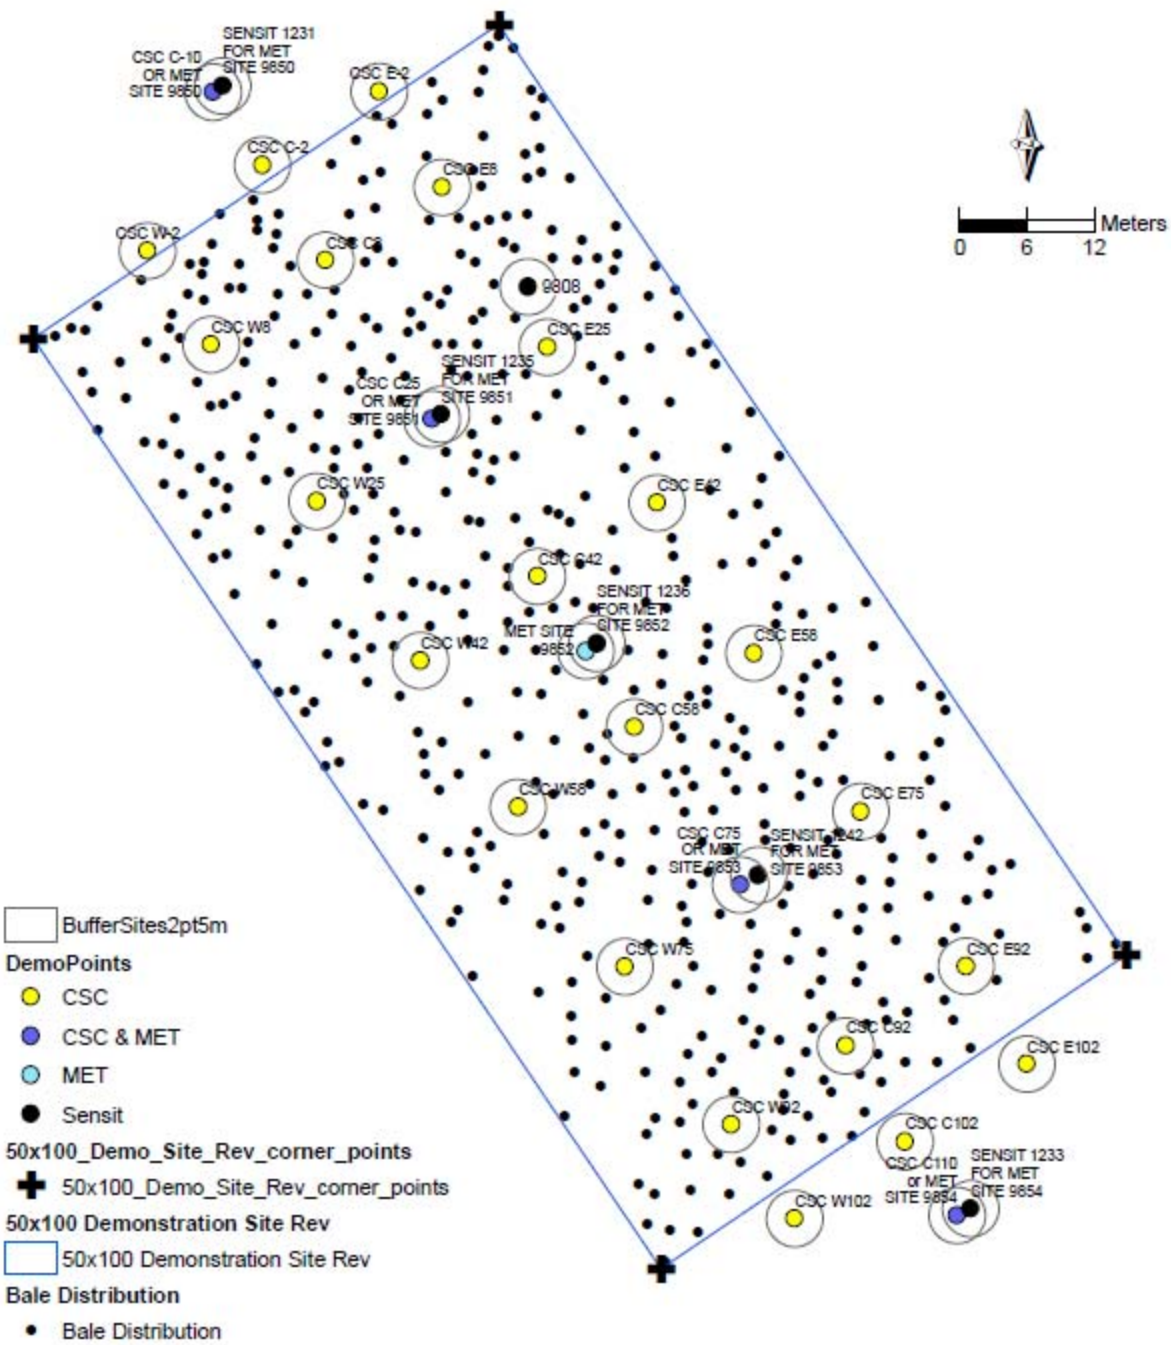 SENSIT 1231
FOR MET
SITE 9850
CSC C-10
OR MET
SITE 9850
CSC E-2
CSC C-2
CSC E8
CSC W-2
CSC C8
9808
CSC W8
CSC E25
SENSIT 1235
FOR MET
SITE 9851
CSC C25
OR MET
SITE 9851
CSC W25
CSC E42
CSC C42
SENSIT 1236
FOR MET
SITE 9852
MET SITE
9852
CSC W42
CSC E58
CSC C58
CSC W58
CSC E75
CSC C75
OR MET
SITE 9853
SENSIT 1242
FOR MET
SITE 9853
CSC W75
CSC E92
CSC C92
CSC E102
CSC W92
CSC C102
CSC C110
or MET
SITE 9854
SENSIT 1233
FOR MET
SITE 9854
CSC W102
Meters
0 6 12
BufferSites2pt5m
DemoPoints
CSC
CSC & MET
MET
Sensit
50x100_Demo_Site_Rev_corner_points
50x100_Demo_Site_Rev_corner_points
50x100 Demonstration Site Rev
50x100 Demonstration Site Rev
Bale Distribution
Bale Distribution